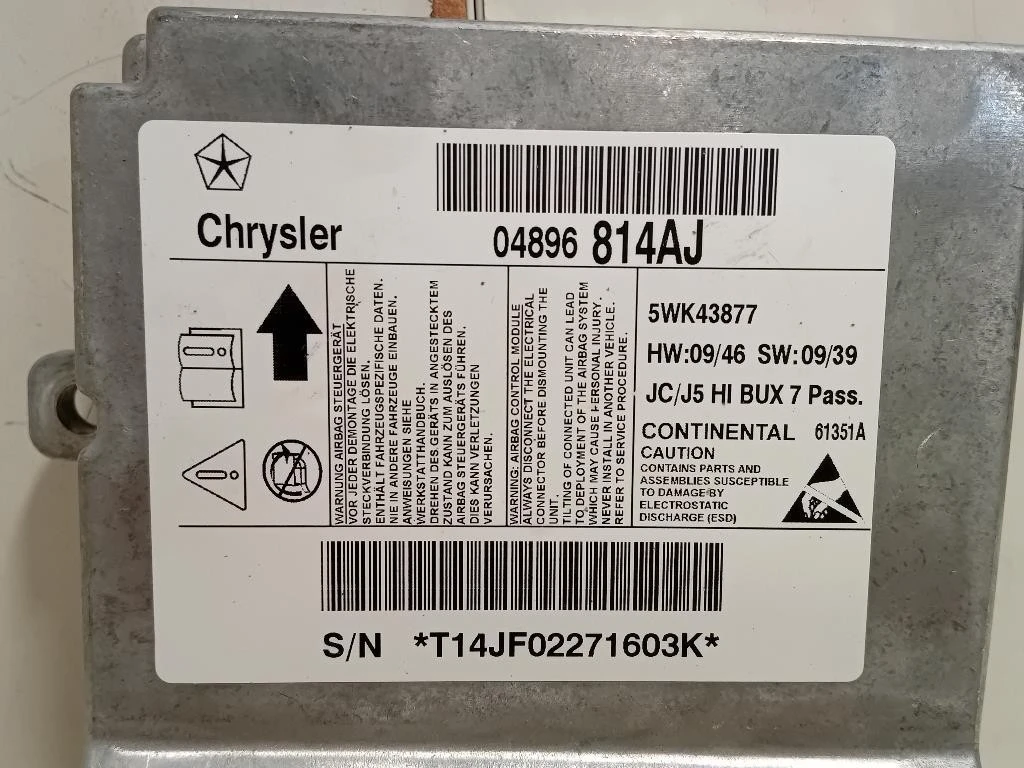 Chrysler
04896 814AJ
WARNUNG AIRBAG STEUERGERÄT
VOR JEDER DEMONTAGE DIE ELEKTRISCHE
STECKVERBINDUNG LÖSEN.
ENTHÄLT FAHRZEUGSPEZIFISCHE DATEN.
NIE IN ANDERE FAHRZEUGE EINBAUEN.
ANWEISUNGEN SIEHE
WERKSTATTHANDBUCH.
DREHEN DES GERÄTS IN ANGESTECKTEM
ZUSTAND KANN ZUM AUSLÖSEN DES
AIRBAG STEUERGERÄTS FÜHREN.
DIES KANN VERLETZUNGEN
VERURSACHEN.
WARNING: AIRBAG CONTROL MODULE
ALWAYS DISCONNECT THE ELECTRICAL
CONNECTOR BEFORE DISMOUNTING THE
UNIT.
TILTING OF CONNECTED UNIT CAN LEAD
TO DEPLOYMENT OF THE AIRBAG SYSTEM
WHICH MAY CAUSE PERSONAL INJURY.
NEVER INSTALL IN ANOTHER VEHICLE.
REFER TO SERVICE PROCEDURE.
5WK43877
HW:09/46 SW:09/39
JC/J5 HI BUX 7 Pass.
CONTINENTAL 61351A
CAUTION
CONTAINS PARTS AND
ASSEMBLIES SUSCEPTIBLE
TO DAMAGE BY
ELECTROSTATIC
DISCHARGE (ESD)
S/N *T14JF02271603K*